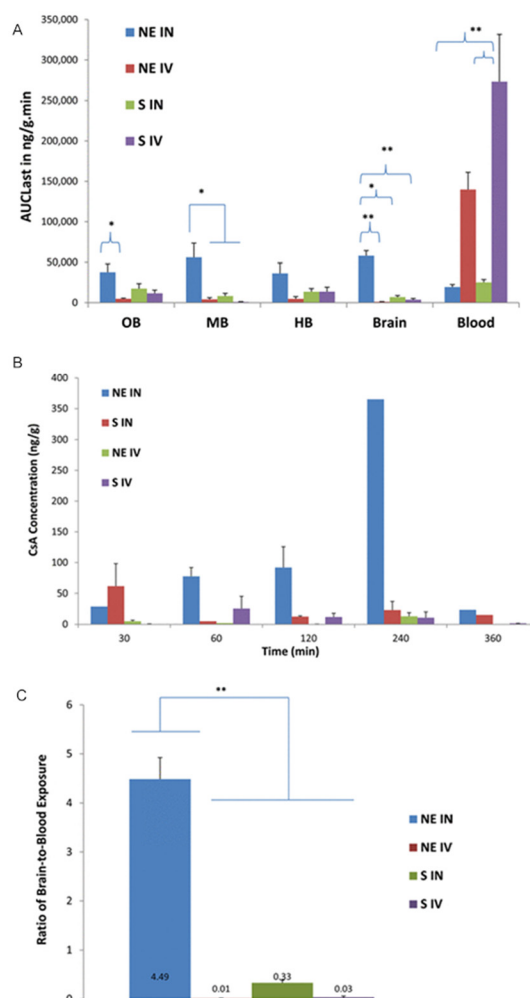 A
AUCLast in ng/g.min
350,000
300,000
250,000
200,000
150,000
100,000
50,000
0
NE IN
NE IV
S IN
S IV
*
*
**
*
**
**
OB MB HB Brain Blood
B
CsA Concentration (ng/g)
400
350
300
250
200
150
100
50
0
NE IN
S IN
NE IV
S IV
30 60 120 240 360
Time (min)
C
Ratio of Brain-to-Blood Exposure
6
5
4
3
2
1
0
**
4.49 0.01 0.33 0.03
NE IN
NE IV
S IN
S IV